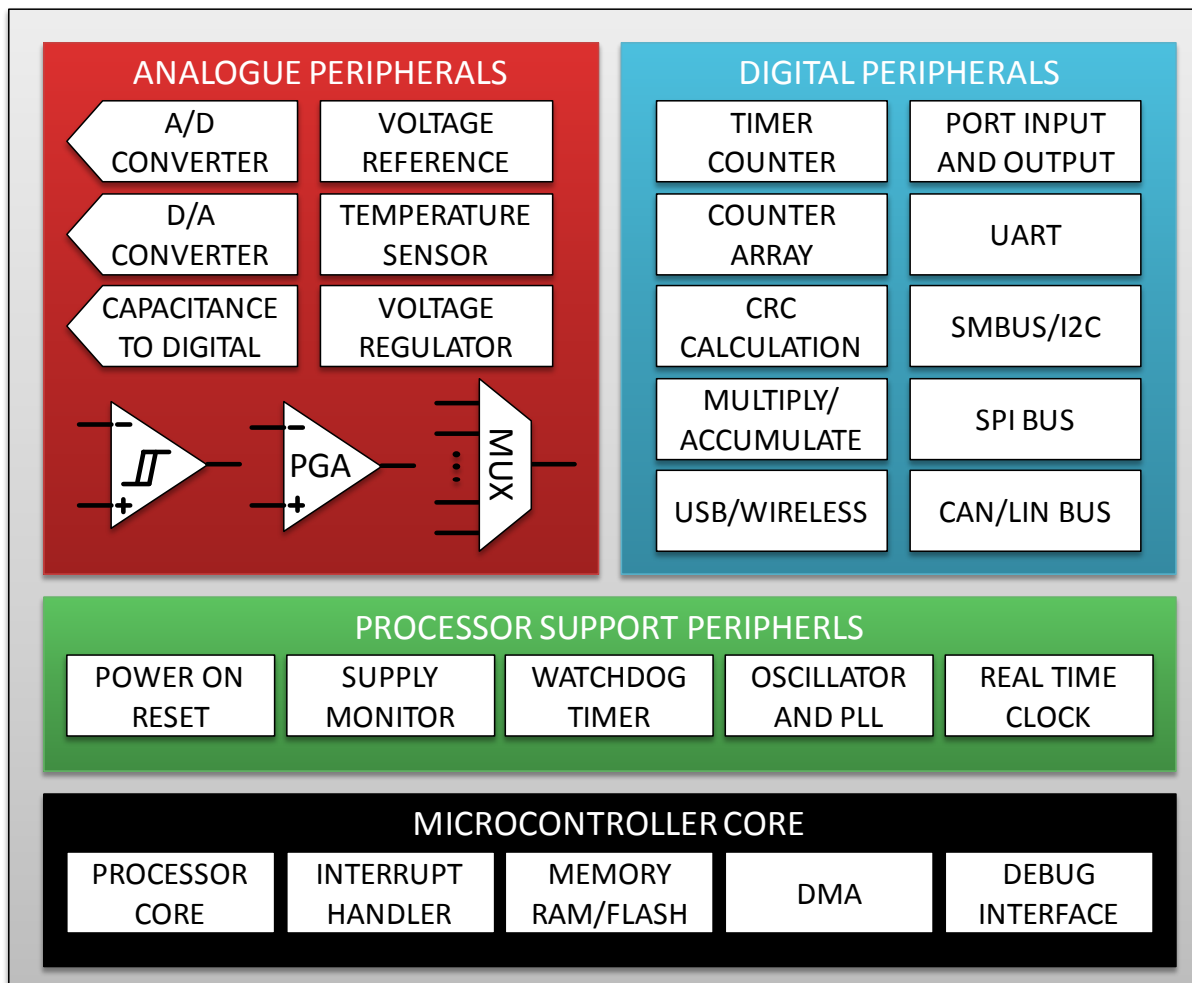 ANALOGUE PERIPHERALS
A/D
CONVERTER
VOLTAGE
REFERENCE
D/A
CONVERTER
TEMPERATURE
SENSOR
CAPACITANCE
TO DIGITAL
VOLTAGE
REGULATOR
PGA
MUX
DIGITAL PERIPHERALS
TIMER
COUNTER
PORT INPUT
AND OUTPUT
COUNTER
ARRAY
UART
CRC
CALCULATION
SMBUS/I2C
MULTIPLY/
ACCUMULATE
SPI BUS
USB/WIRELESS
CAN/LIN BUS
PROCESSOR SUPPORT PERIPHERLS
POWER ON
RESET
SUPPLY
MONITOR
WATCHDOG
TIMER
OSCILLATOR
AND PLL
REAL TIME
CLOCK
MICROCONTROLLER CORE
PROCESSOR
CORE
INTERRUPT
HANDLER
MEMORY
RAM/FLASH
DMA
DEBUG
INTERFACE